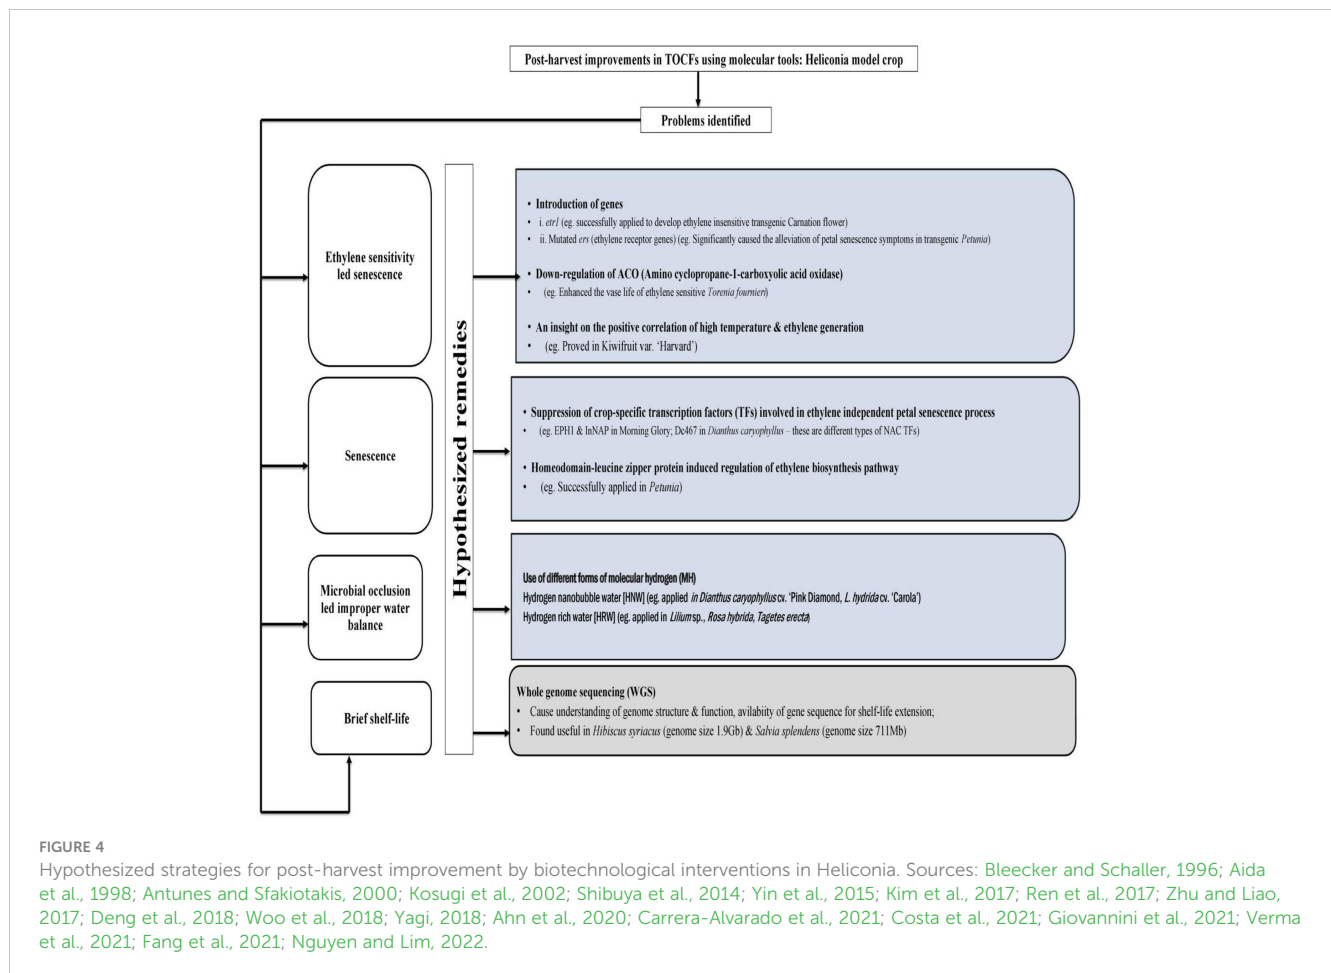 Post-harvest improvements in TOCFs using molecular tools: Heliconia model crop
Problems identified
Ethylene sensitivity
led senescence
Senescence
Microbial occlusion
led improper water
balance
Brief shelf-life
Hypothesized remedies
• Introduction of genes
• i. etr1 (eg. successfully applied to develop ethylene insensitive transgenic Carnation flower)
• ii. Mutated ers (ethylene receptor genes) (eg. Significantly caused the alleviation of petal senescence symptoms in transgenic Petunia)
• Down-regulation of ACO (Amino cyclopropane-1-carboxyolic acid oxidase)
• (eg. Enhanced the vase life of ethylene sensitive Torenia fournieri)
• An insight on the positive correlation of high temperature & ethylene generation
• (eg. Proved in Kiwifruit var. ‘Harvard’)
• Suppression of crop-specific transcription factors (TFs) involved in ethylene independent petal senescence process
• (eg. EPH1 & InNAP in Morning Glory; Dc467 in Dianthus caryophyllus – these are different types of NAC TFs)
• Homeodomain-leucine zipper protein induced regulation of ethylene biosynthesis pathway
• (eg. Successfully applied in Petunia)
Use of different forms of molecular hydrogen (MH)
Hydrogen nanobubble water [HNW] (eg. applied in Dianthus caryophyllus cv. ‘Pink Diamond, L. hydrida cv. ‘Carola’)
Hydrogen rich water [HRW] (eg. applied in Lilium sp., Rosa hybrida, Tagetes erecta)
Whole genome sequencing (WGS)
• Cause understanding of genome structure & function, avilabiity of gene sequence for shelf-life extension;
• Found useful in Hibiscus syriacus (genome size 1.9Gb) & Salvia splendens (genome size 711Mb)
FIGURE 4
Hypothesized strategies for post-harvest improvement by biotechnological interventions in Heliconia. Sources: Bleecker and Schaller, 1996; Aida
et al., 1998; Antunes and Sfakiotakis, 2000; Kosugi et al., 2002; Shibuya et al., 2014; Yin et al., 2015; Kim et al., 2017; Ren et al., 2017; Zhu and Liao,
2017; Deng et al., 2018; Woo et al., 2018; Yagi, 2018; Ahn et al., 2020; Carrera-Alvarado et al., 2021; Costa et al., 2021; Giovannini et al., 2021; Verma
et al., 2021; Fang et al., 2021; Nguyen and Lim, 2022.